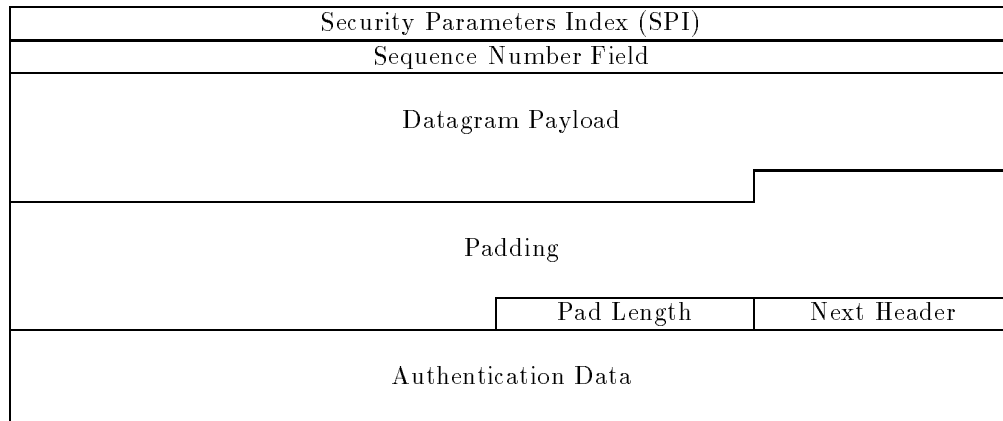 Security Parameters Index (SPI)
Sequence Number Field
Datagram Payload
Padding
Pad Length
Next Header
Authentication Data